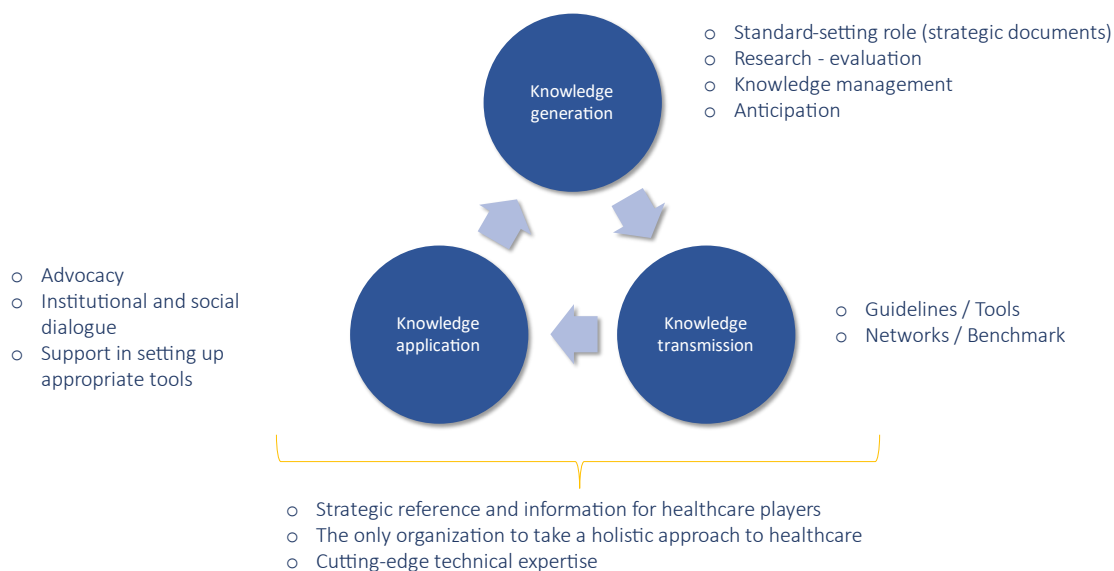 Knowledge
generation
o Standard-setting role (strategic documents)
o Research - evaluation
o Knowledge management
o Anticipation
o Advocacy
o Institutional and social
dialogue
o Support in setting up
appropriate tools
Knowledge
application
Knowledge
transmission
o Guidelines / Tools
o Networks / Benchmark
o Strategic reference and information for healthcare players
o The only organization to take a holistic approach to healthcare
o Cutting-edge technical expertise